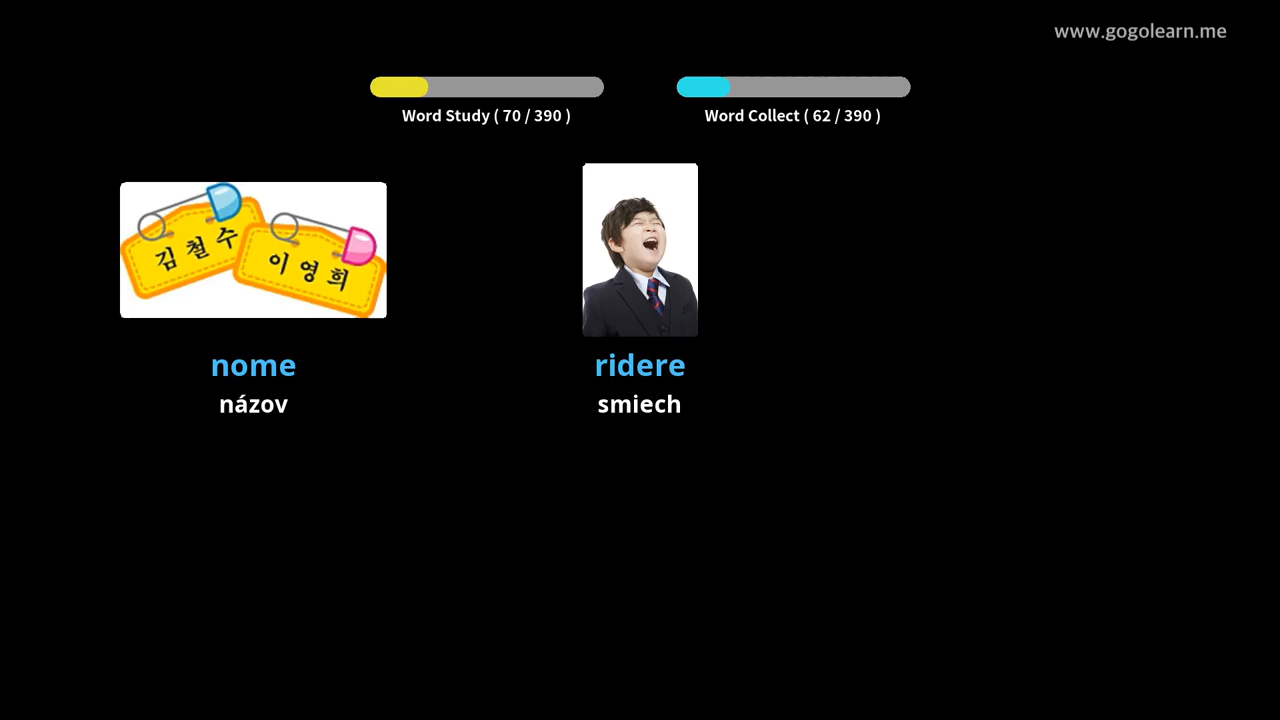 www.gogolearn.me
Word Study ( 70 / 390 )
Word Collect ( 62 / 390 )
김철수
이영희
nome
názov
ridere
smiech